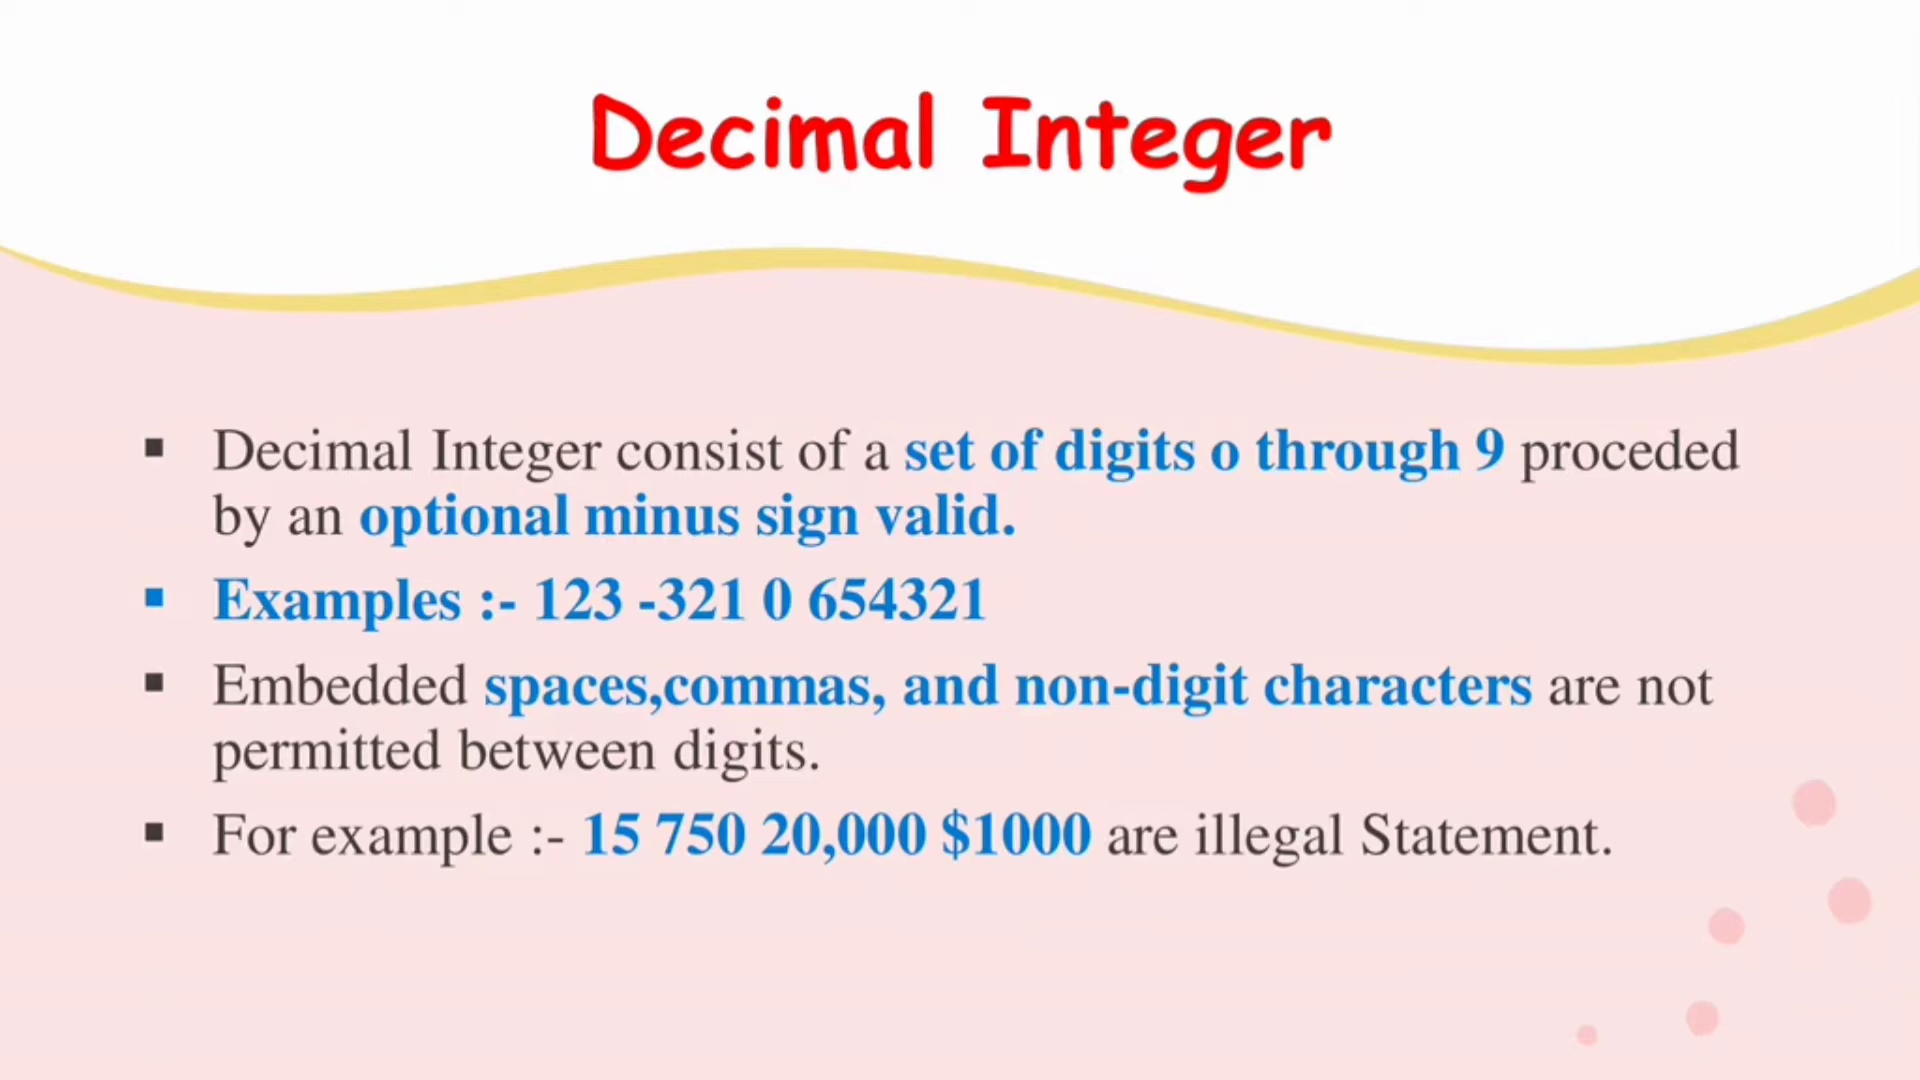 Decimal Integer
▪ Decimal Integer consist of a set of digits o through 9 proceded
by an optional minus sign valid.
▪ Examples :- 123 -321 0 654321
▪ Embedded spaces,commas, and non-digit characters are not
permitted between digits.
▪ For example :- 15 750 20,000 $1000 are illegal Statement.